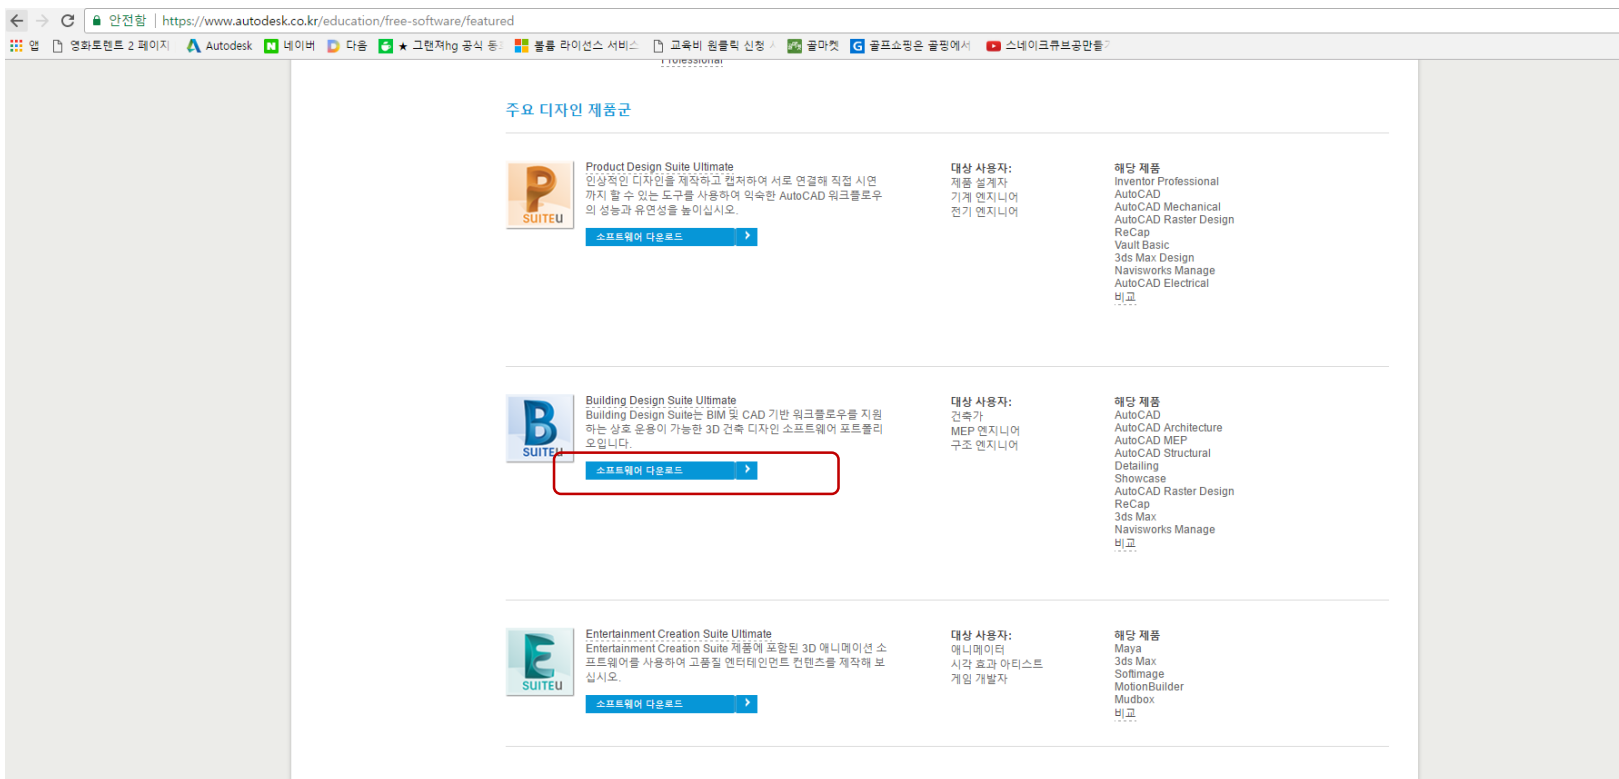 안전함 | https://www.autodesk.co.kr/education/free-software/featured
앱 영화토렌트 2 페이지 Autodesk 네이버 다음 ★ 그랜져hg 공식 동 볼륨 라이선스 서비스 교육비 원클릭 신청 골마켓 골프쇼핑은 골핑에서 스네이크큐브공만들기
Professional
주요 디자인 제품군
SUITEU
Product Design Suite Ultimate
인상적인 디자인을 제작하고 캡처하여 서로 연결해 직접 시연
까지 할 수 있는 도구를 사용하여 익숙한 AutoCAD 워크플로우
의 성능과 유연성을 높이십시오.
소프트웨어 다운로드
대상 사용자:
제품 설계자
기계 엔지니어
전기 엔지니어
해당 제품
Inventor Professional
AutoCAD
AutoCAD Mechanical
AutoCAD Raster Design
ReCap
Vault Basic
3ds Max Design
Navisworks Manage
AutoCAD Electrical
비교
SUITEU
Building Design Suite Ultimate
Building Design Suite는 BIM 및 CAD 기반 워크플로우를 지원
하는 상호 운용이 가능한 3D 건축 디자인 소프트웨어 포트폴리
오입니다.
소프트웨어 다운로드
대상 사용자:
건축가
MEP 엔지니어
구조 엔지니어
해당 제품
AutoCAD
AutoCAD Architecture
AutoCAD MEP
AutoCAD Structural
Detailing
Showcase
AutoCAD Raster Design
ReCap
3ds Max
Navisworks Manage
비교
SUITEU
Entertainment Creation Suite Ultimate
Entertainment Creation Suite 제품에 포함된 3D 애니메이션 소
프트웨어를 사용하여 고품질 엔터테인먼트 컨텐츠를 제작해 보
십시오.
소프트웨어 다운로드
대상 사용자:
애니메이터
시각 효과 아티스트
게임 개발자
해당 제품
Maya
3ds Max
Softimage
MotionBuilder
Mudbox
비교